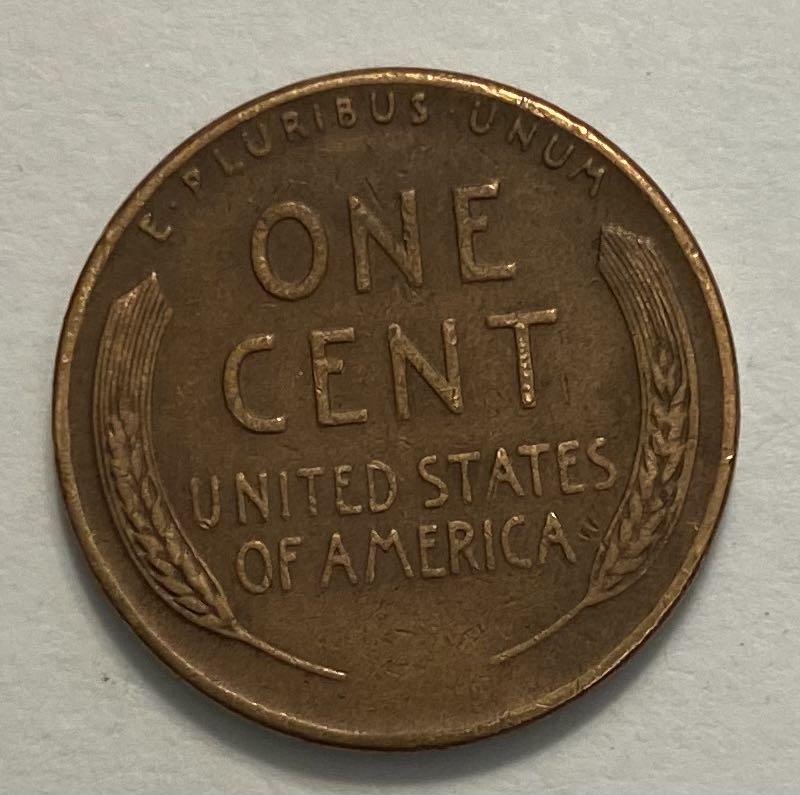 E·PLURIBUS UNUM
ONE
CENT
UNITED STATES
OF AMERICA